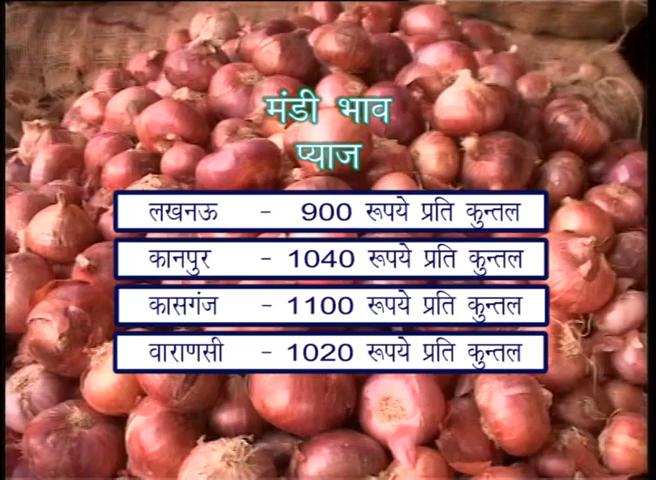 मंडी भाव
प्याज
लखनऊ - 900 रूपये प्रति कुन्तल
कानपुर - 1040 रूपये प्रति कुन्तल
कासगंज - 1100 रूपये प्रति कुन्तल
वाराणसी - 1020 रूपये प्रति कुन्तल